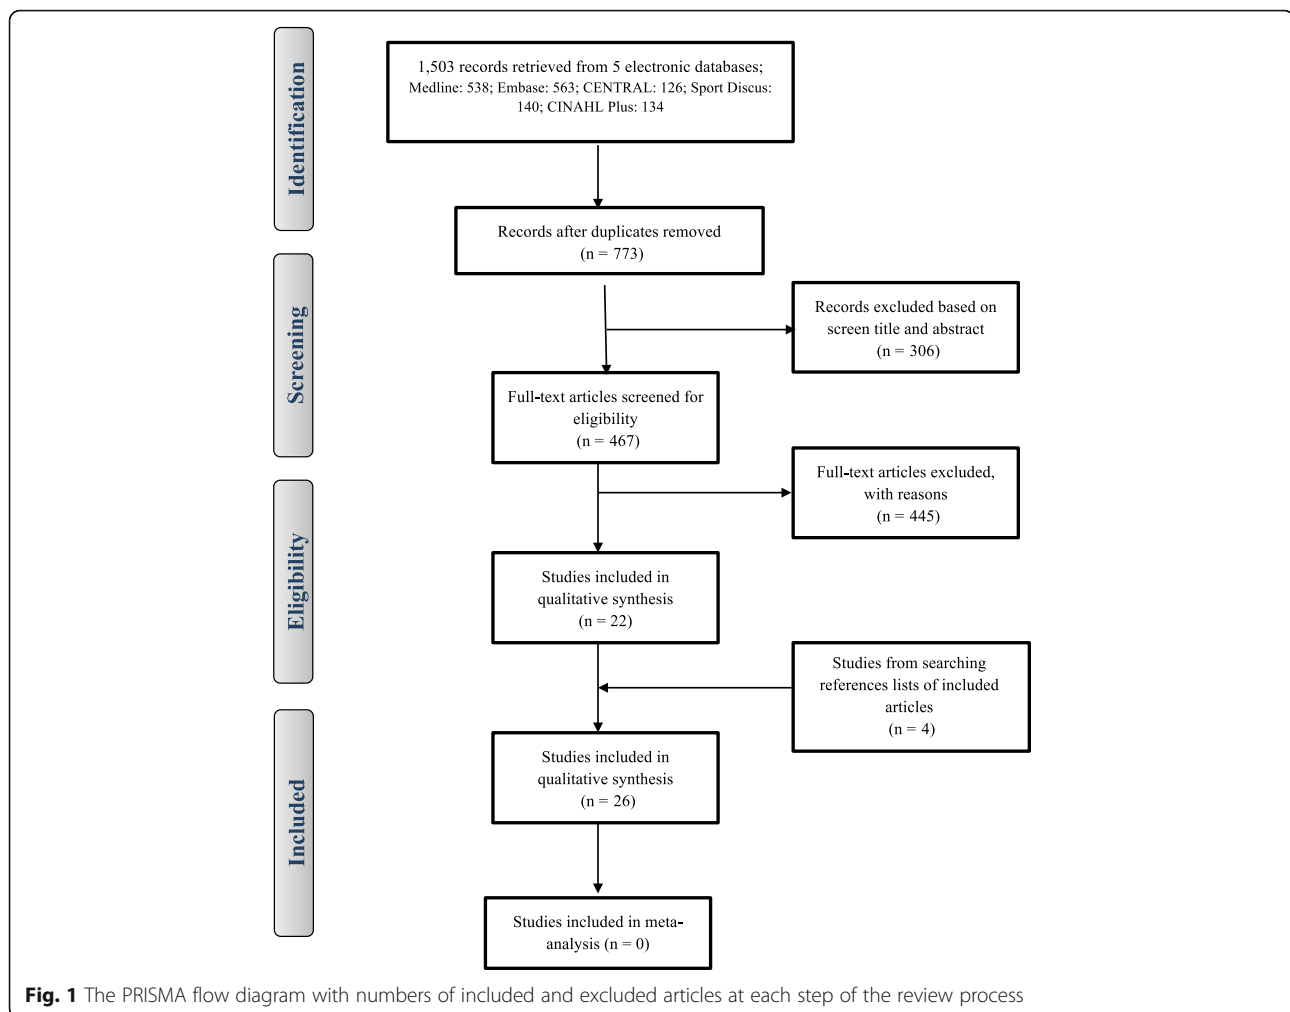 Identification
1,503 records retrieved from 5 electronic databases;
Medline: 538; Embase: 563; CENTRAL: 126; Sport Discus:
140; CINAHL Plus: 134
Records after duplicates removed
(n = 773)
Screening
Records excluded based on
screen title and abstract
(n = 306)
Full-text articles screened for
eligibility
(n = 467)
Eligibility
Full-text articles excluded,
with reasons
(n = 445)
Studies included in
qualitative synthesis
(n = 22)
Studies from searching
references lists of included
articles
(n = 4)
Included
Studies included in
qualitative synthesis
(n = 26)
Studies included in meta-
analysis (n = 0)
Fig. 1 The PRISMA flow diagram with numbers of included and excluded articles at each step of the review process